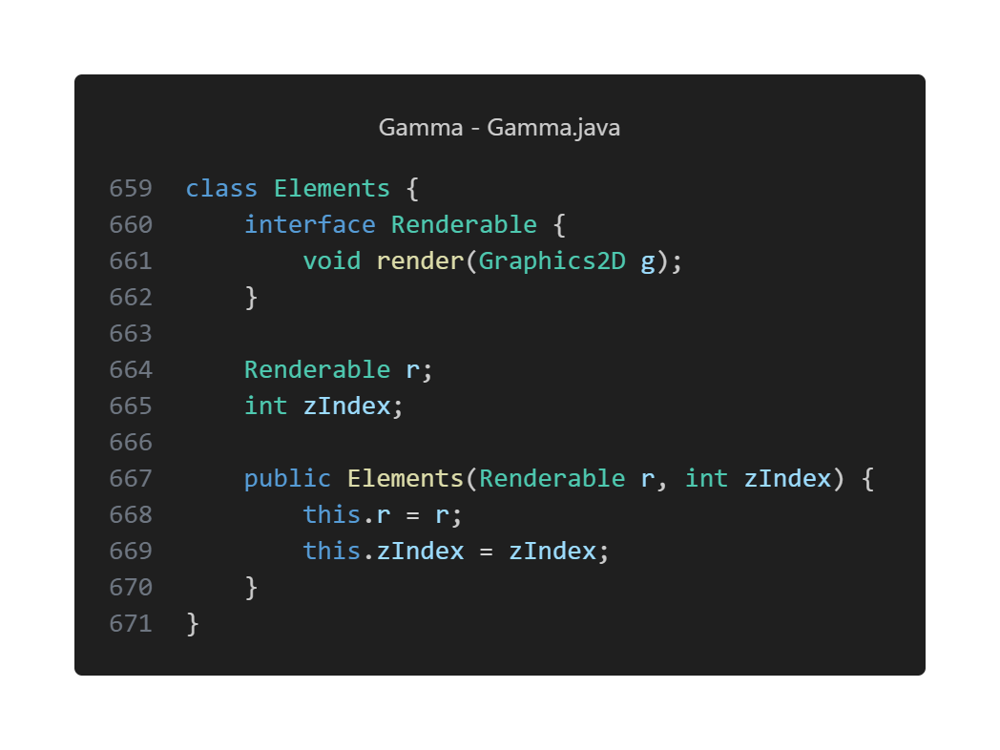 Gamma - Gamma.java
659 class Elements {
660     interface Renderable {
661         void render(Graphics2D g);
662     }
663
664     Renderable r;
665     int zIndex;
666
667     public Elements(Renderable r, int zIndex) {
668         this.r = r;
669         this.zIndex = zIndex;
670     }
671 }